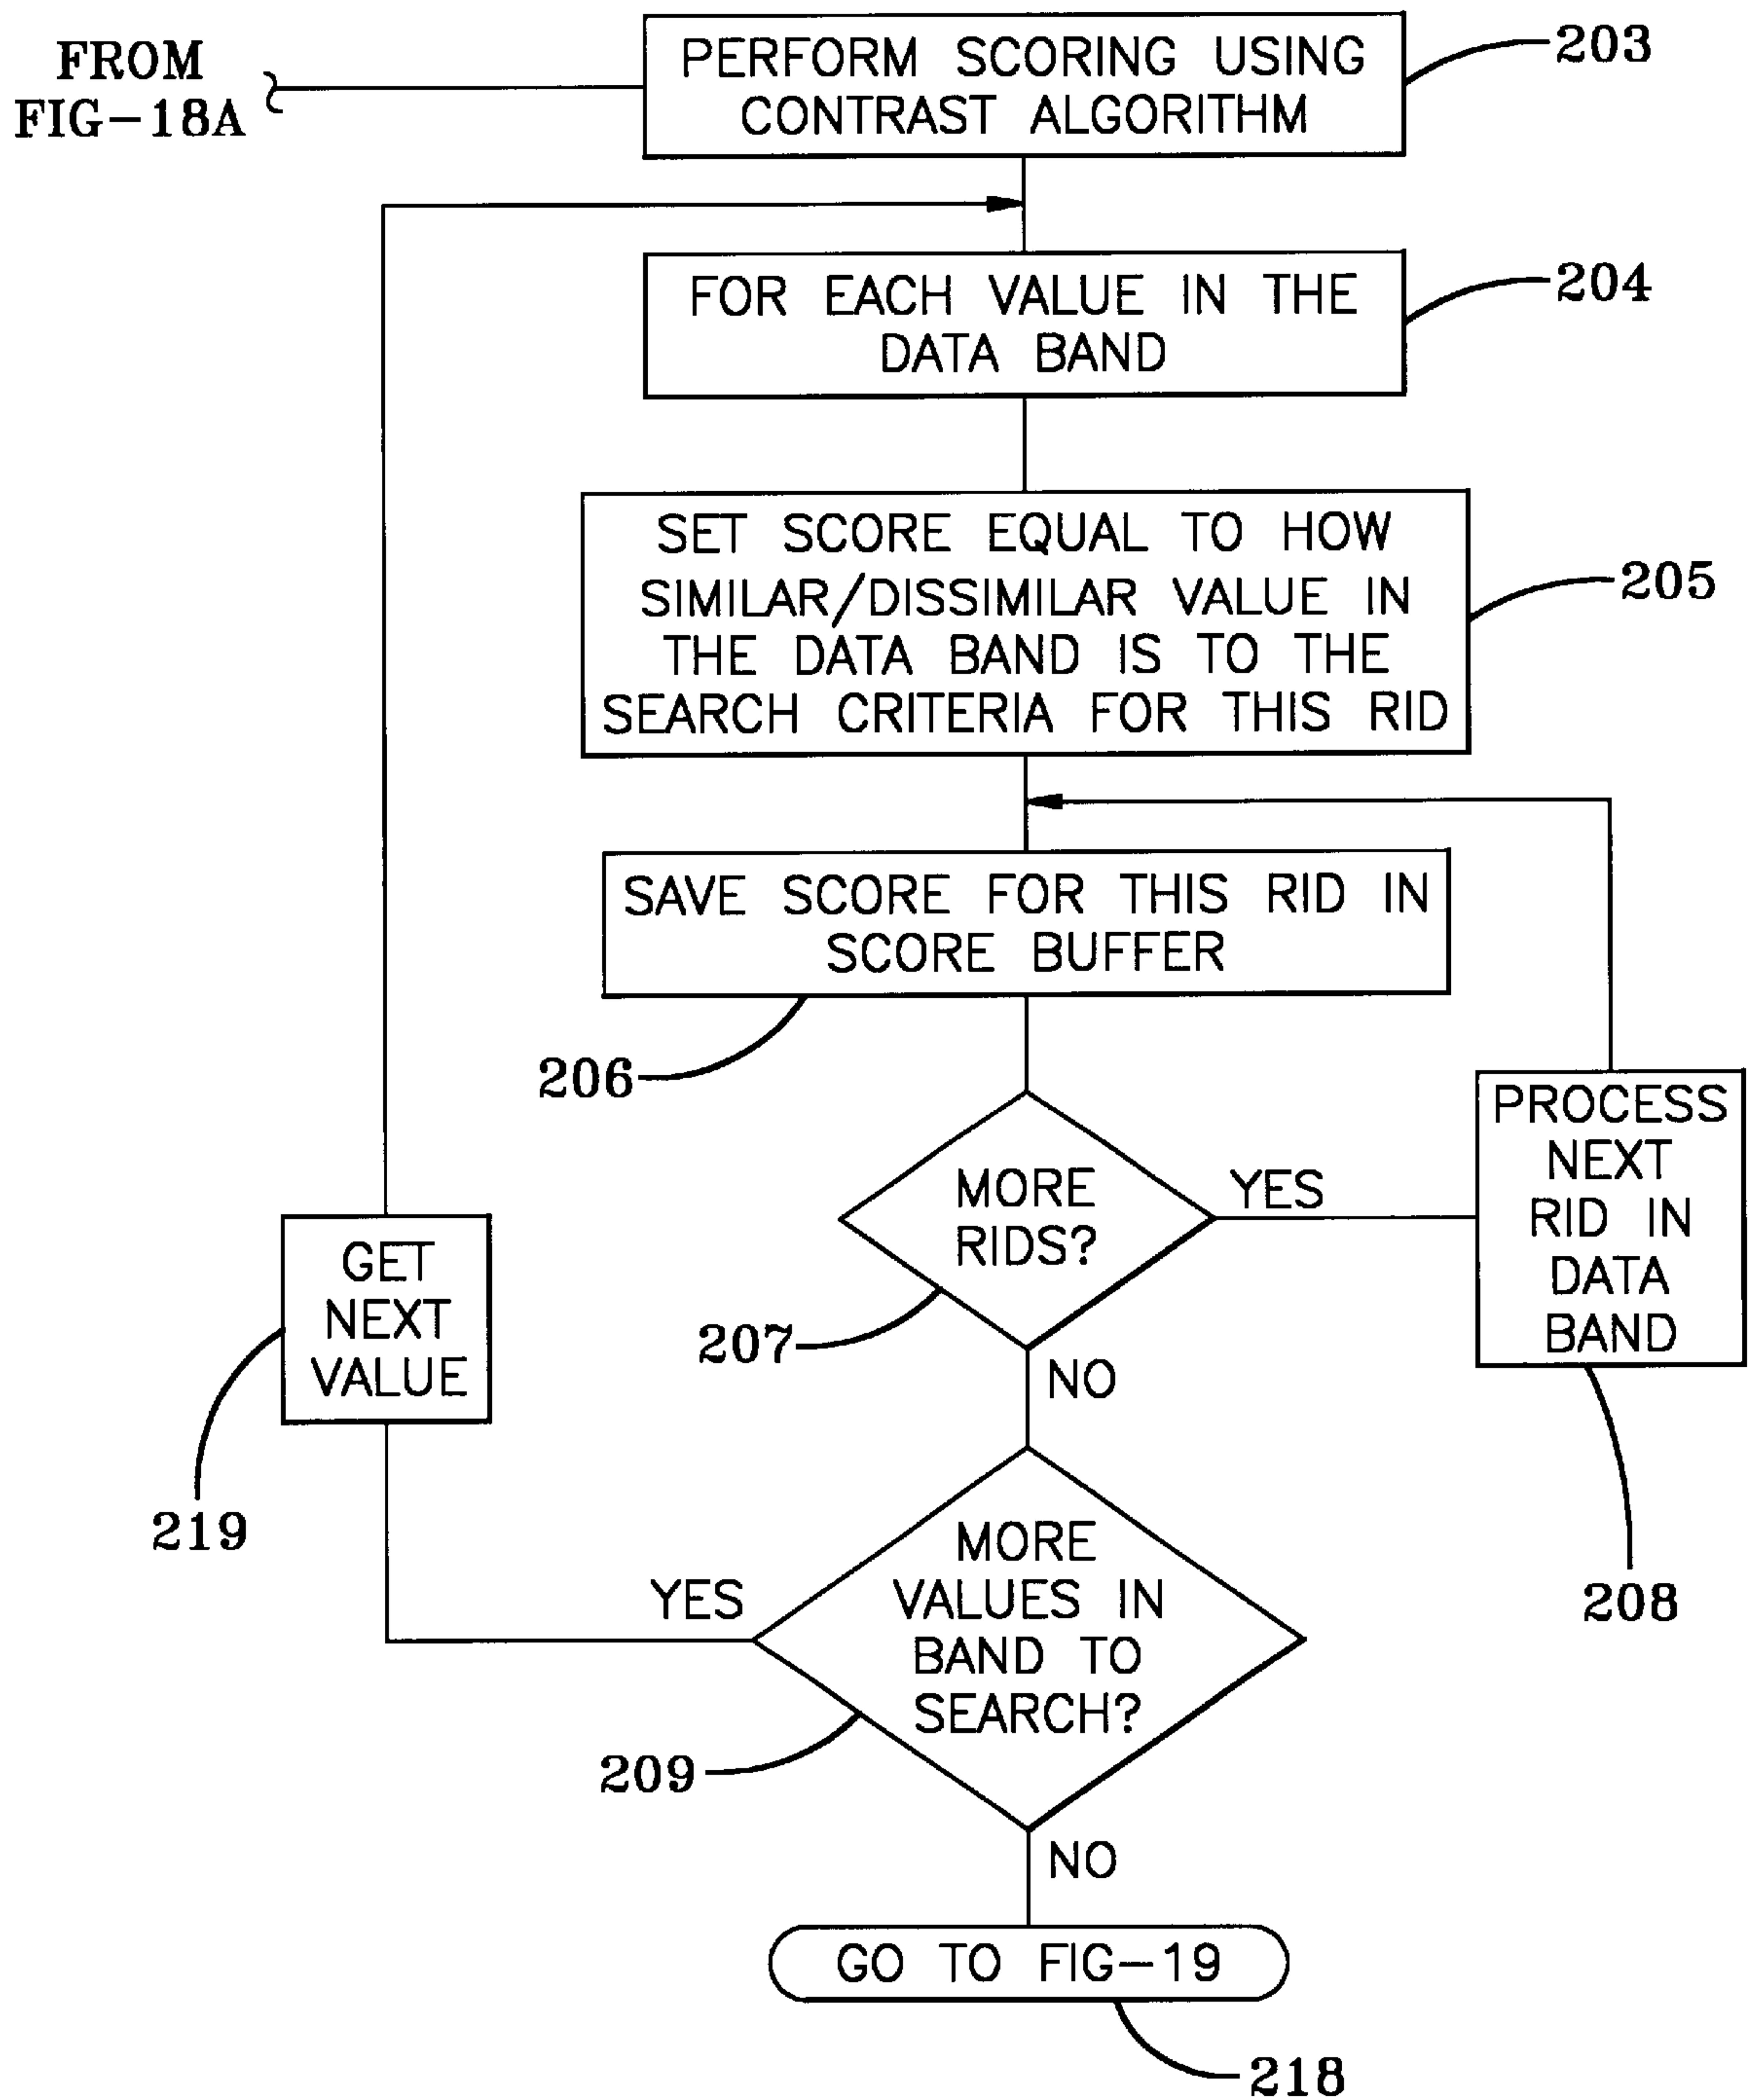 FROM
FIG-18A
PERFORM SCORING USING
CONTRAST ALGORITHM
203
FOR EACH VALUE IN THE
DATA BAND
204
SET SCORE EQUAL TO HOW
SIMILAR/DISSIMILAR VALUE IN
THE DATA BAND IS TO THE
SEARCH CRITERIA FOR THIS RID
205
SAVE SCORE FOR THIS RID IN
SCORE BUFFER
206
MORE
RIDS?
YES
207
NO
PROCESS
NEXT
RID IN
DATA
BAND
208
GET
NEXT
VALUE
219
MORE
VALUES IN
BAND TO
SEARCH?
YES
209
NO
GO TO FIG-19
218